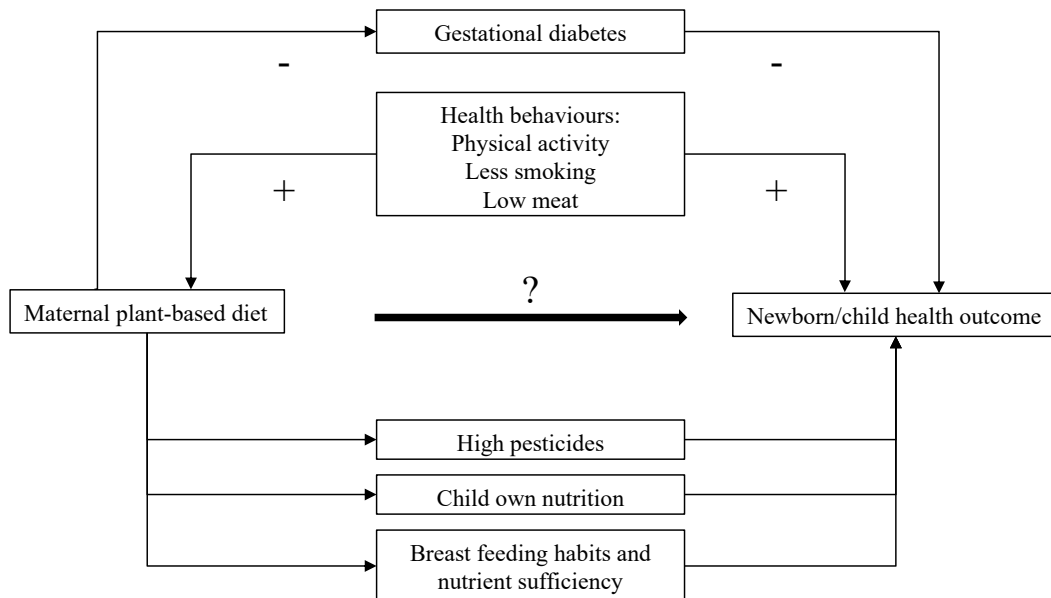 Gestational diabetes
-
-
Health behaviours:
Physical activity
Less smoking
Low meat
+
+
?
Maternal plant-based diet
Newborn/child health outcome
High pesticides
Child own nutrition
Breast feeding habits and
nutrient sufficiency